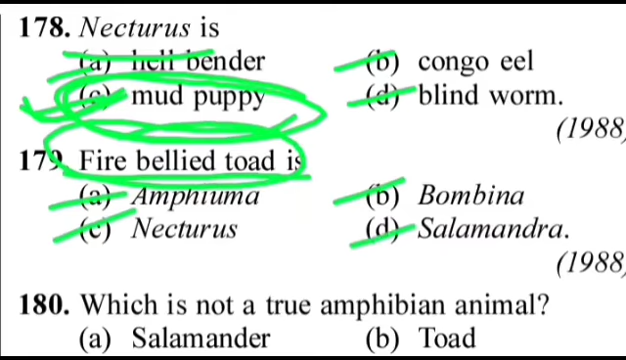 178. Necturus is
(a) hell bender (b) congo eel
(c) mud puppy (d) blind worm.
(1988)
179. Fire bellied toad is
(a) Amphiuma (b) Bombina
(c) Necturus (d) Salamandra.
(1988)
180. Which is not a true amphibian animal?
(a) Salamander (b) Toad